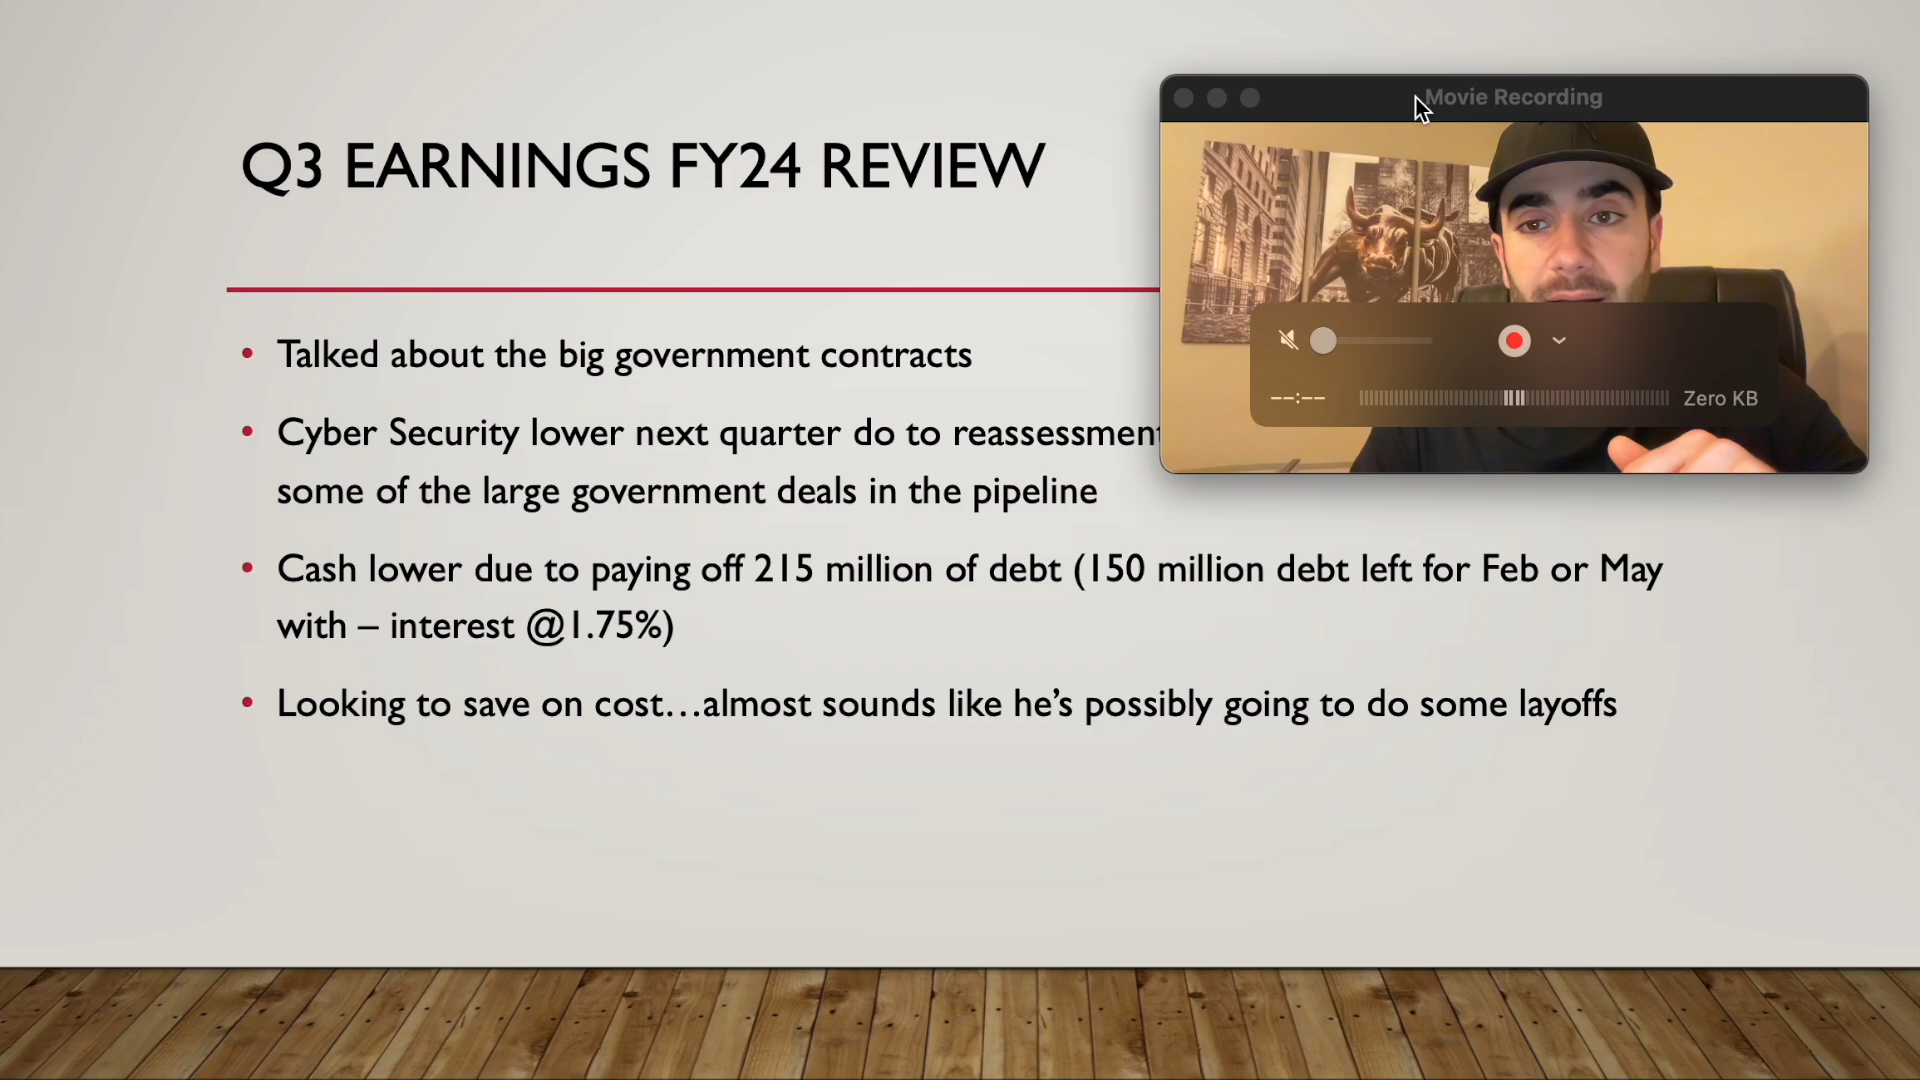 Q3 EARNINGS FY24 REVIEW
Movie Recording
• Talked about the big government contracts
• Cyber Security lower next quarter do to reassessment
some of the large government deals in the pipeline
--:--
Zero KB
• Cash lower due to paying off 215 million of debt (150 million debt left for Feb or May
with – interest @1.75%)
• Looking to save on cost…almost sounds like he’s possibly going to do some layoffs